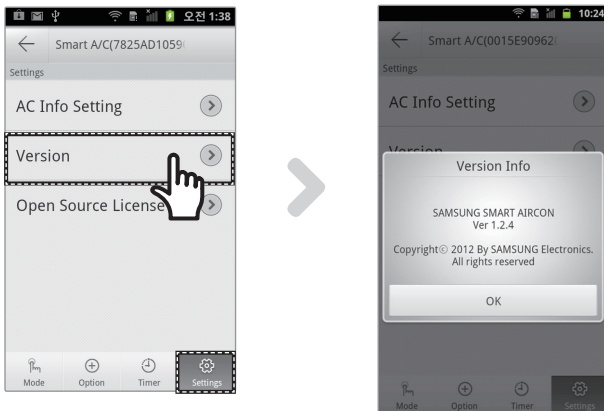 오전 1:38
Smart A/C(7825AD1059
Settings
AC Info Setting
Version
Open Source License
Mode Option Timer Settings
10:24
Smart A/C(0015E90962
Settings
AC Info Setting
Version
Version Info
SAMSUNG SMART AIRCON
Ver 1.2.4
Copyrightⓒ 2012 By SAMSUNG Electronics.
All rights reserved
OK
Mode Option Timer Settings